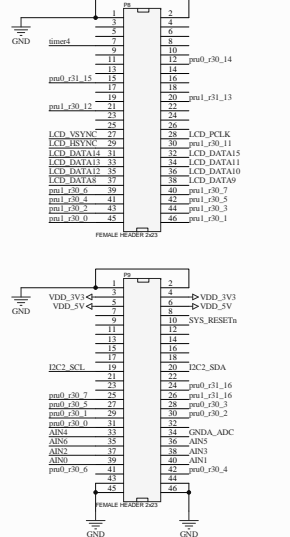 P8
1 2
3 4
GND 5 6
timer4 7 8
9 10
11 12 pru0_r30_14
13 14
pru0_r31_15 15 16
17 18
19 20 pru1_r31_13
pru1_r30_12 21 22
23 24
25 26
LCD_VSYNC 27 28 LCD_PCLK
LCD_HSYNC 29 30 pru1_r30_11
LCD_DATA14 31 32 LCD_DATA15
LCD_DATA13 33 34 LCD_DATA11
LCD_DATA12 35 36 LCD_DATA10
LCD_DATA8 37 38 LCD_DATA9
pru1_r30_6 39 40 pru1_r30_7
pru1_r30_4 41 42 pru1_r30_5
pru1_r30_2 43 44 pru1_r30_3
pru1_r30_0 45 46 pru1_r30_1
FEMALE HEADER 2x23
P9
1 2
VDD_3V3 3 4 VDD_3V3
GND VDD_5V 5 6 VDD_5V
7 8
9 10 SYS_RESETn
11 12
13 14
15 16
17 18
I2C2_SCL 19 20 I2C2_SDA
21 22
23 24 pru0_r31_16
pru0_r30_7 25 26 pru1_r31_16
pru0_r30_5 27 28 pru0_r30_3
pru0_r30_1 29 30 pru0_r30_2
pru0_r30_0 31 32
AIN4 33 34 GNDA_ADC
AIN6 35 36 AIN5
AIN2 37 38 AIN3
AIN0 39 40 AIN1
pru0_r30_6 41 42 pru0_r30_4
43 44
45 46
FEMALE HEADER 2x23
GND GND